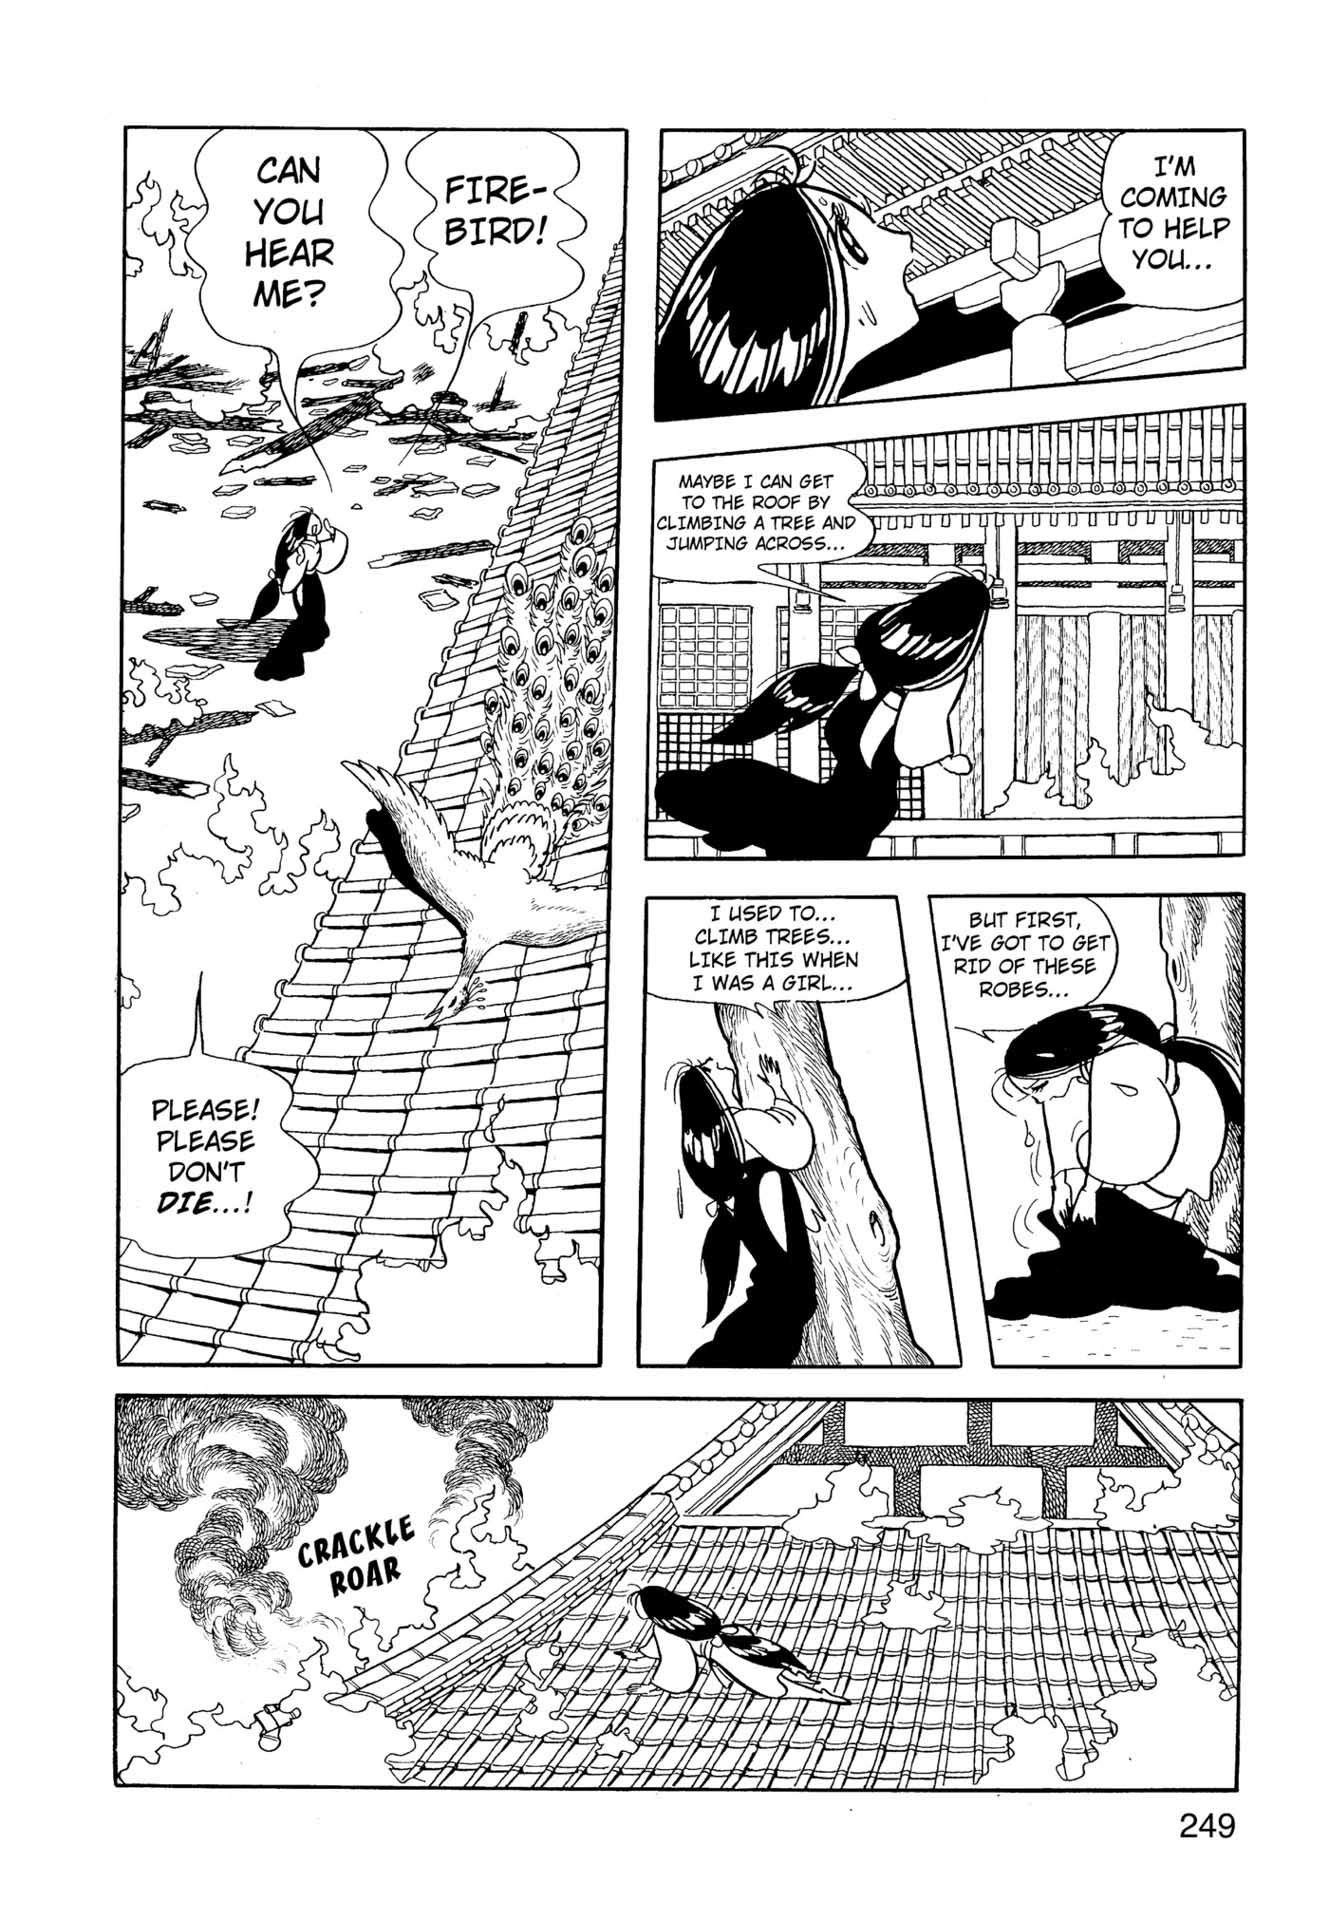 CAN
YOU
HEAR
ME?
FIRE-
BIRD!
PLEASE!
PLEASE
DON'T
DIE...!
I'M
COMING
TO HELP
YOU...
MAYBE I CAN GET
TO THE ROOF BY
CLIMBING A TREE AND
JUMPING ACROSS...
I USED TO...
CLIMB TREES...
LIKE THIS WHEN
I WAS A GIRL...
BUT FIRST,
I'VE GOT TO GET
RID OF THESE
ROBES...
CRACKLE
ROAR
249